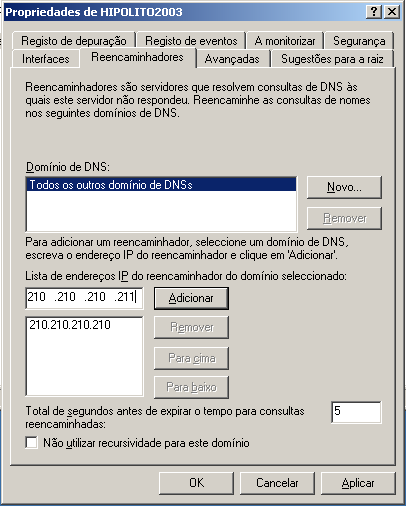 Propriedades de HIPOLITO2003
Registo de depuração Registo de eventos A monitorizar Segurança
Interfaces Reencaminhadores Avançadas Sugestões para a raiz
Reencaminhadores são servidores que resolvem consultas de DNS às
quais este servidor não respondeu. Reencaminhe as consultas de nomes
nos seguintes domínios de DNS.
Domínio de DNS:
Todos os outros domínio de DNSs
Novo...
Remover
Para adicionar um reencaminhador, seleccione um domínio de DNS,
escreva o endereço IP do reencaminhador e clique em 'Adicionar'.
Lista de endereços IP do reencaminhador do domínio seleccionado:
210 .210 .210 .211
Adicionar
210.210.210.210
Remover
Para cima
Para baixo
Total de segundos antes de expirar o tempo para consultas
reencaminhadas:
5
Não utilizar recursividade para este domínio
OK Cancelar Aplicar